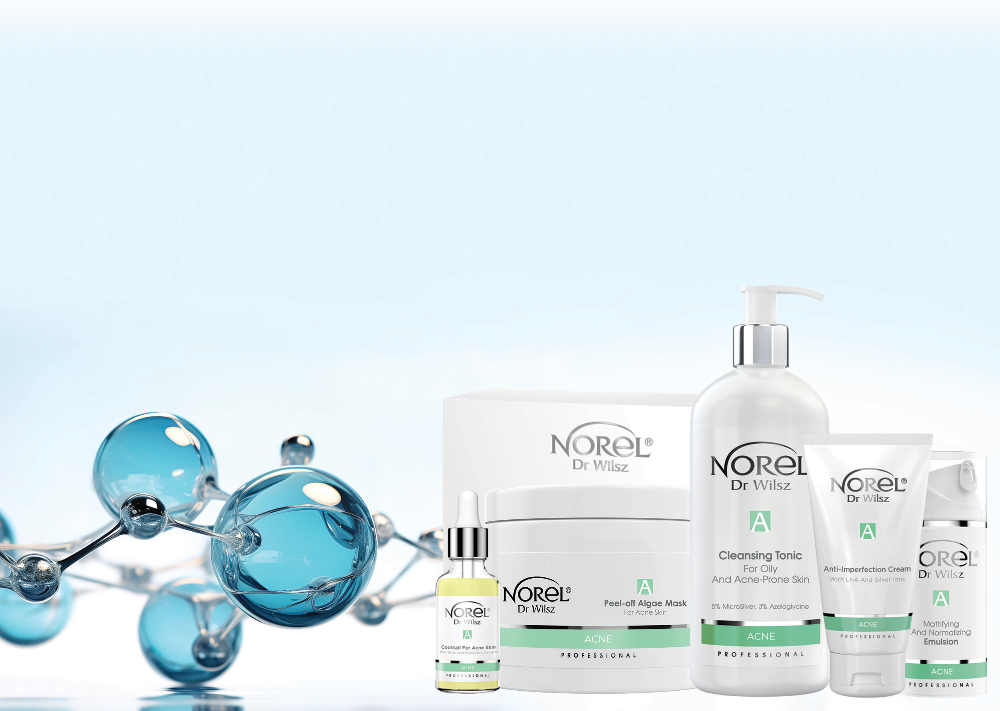 NOREL®
Dr Wilsz
NOREL®
Dr Wilsz
A
Cocktail For Acne Skin
With Birch And Willow Bark Extracts
ACNE
PROFESSIONAL
NOREL®
Dr Wilsz
A
Peel-off Algae Mask
For Acne Skin
ACNE
PROFESSIONAL
NOREL
Dr Wilsz
A
Cleansing Tonic
For Oily
And Acne-Prone Skin
5% MicroSilver, 3% Azeloglycine
ACNE
PROFESSIONAL
NOREL®
Dr Wilsz
A
Anti-Imperfection Cream
With LHA And Silver Ions
ACNE
PROFESSIONAL
OREL®
Dr Wilsz
A
Mattifying
And Normalizing
Emulsion
ACNE
PROFESSIONAL